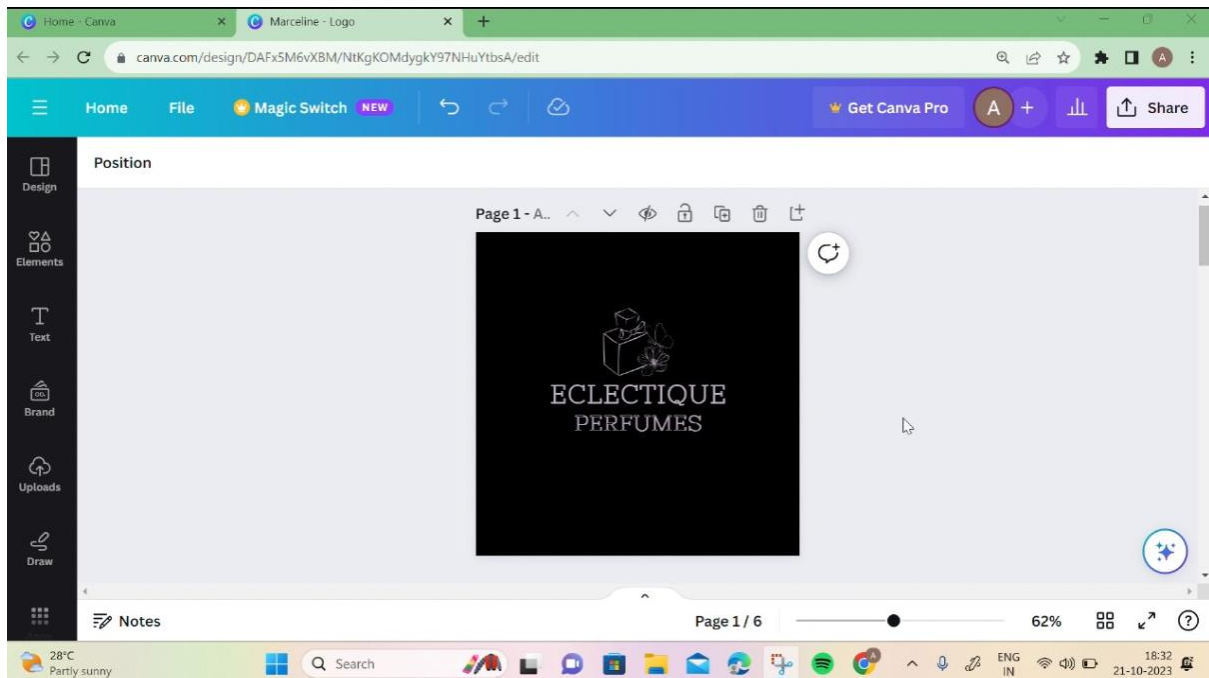 Home - Canva
Marceline - Logo
canva.com/design/DAFx5M6vXBM/NtKgKOMdygkY97NHuYtbsA/edit
A
Home File Magic Switch NEW Get Canva Pro A + Share
Position
Design
Elements
Text
Brand
Uploads
Draw
Page 1 - A..
ECLECTIQUE
PERFUMES
Notes Page 1 / 6 62%
28°C
Partly sunny
Search
ENG
IN
18:32
21-10-2023